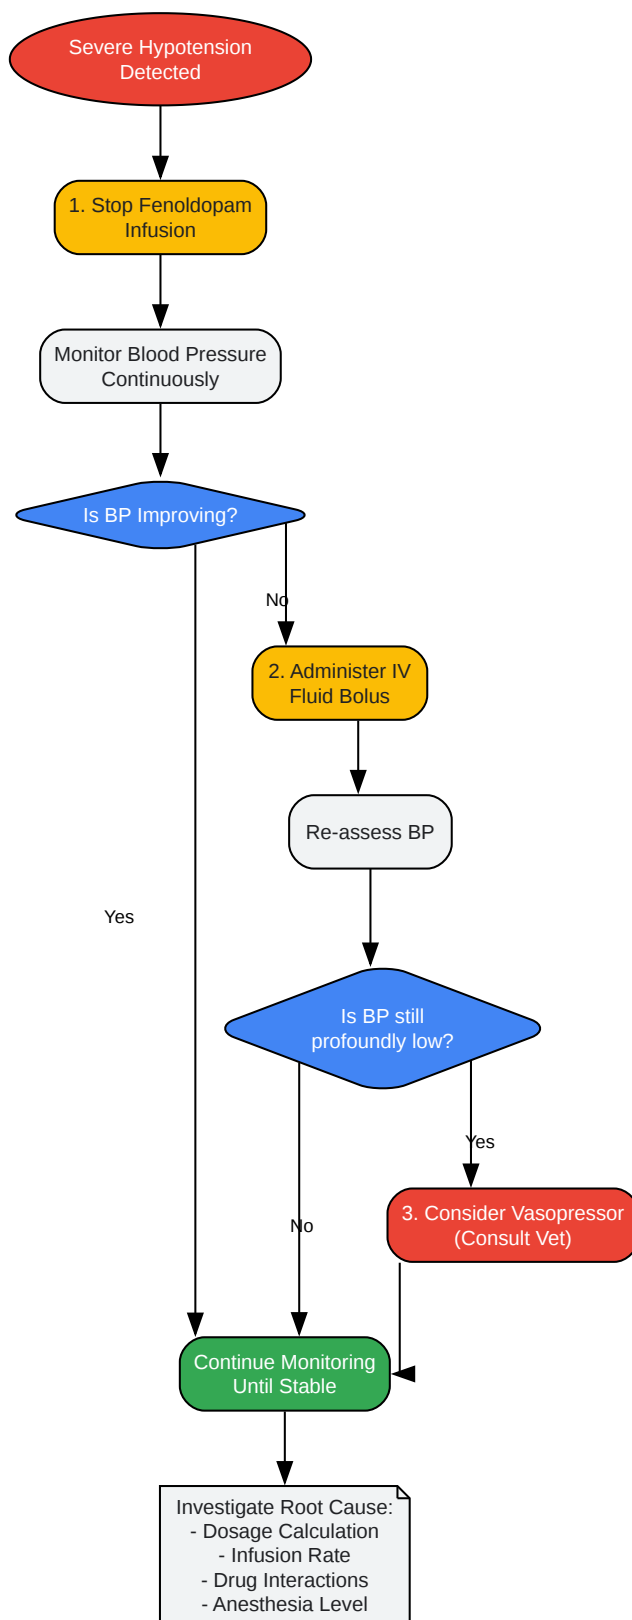 Severe Hypotension
Detected
1. Stop Fenoldopam
Infusion
Monitor Blood Pressure
Continuously
Is BP Improving?
No
2. Administer IV
Fluid Bolus
Re-assess BP
Yes
Is BP still
profoundly low?
Yes
3. Consider Vasopressor
(Consult Vet)
No
Continue Monitoring
Until Stable
Investigate Root Cause:
- Dosage Calculation
- Infusion Rate
- Drug Interactions
- Anesthesia Level